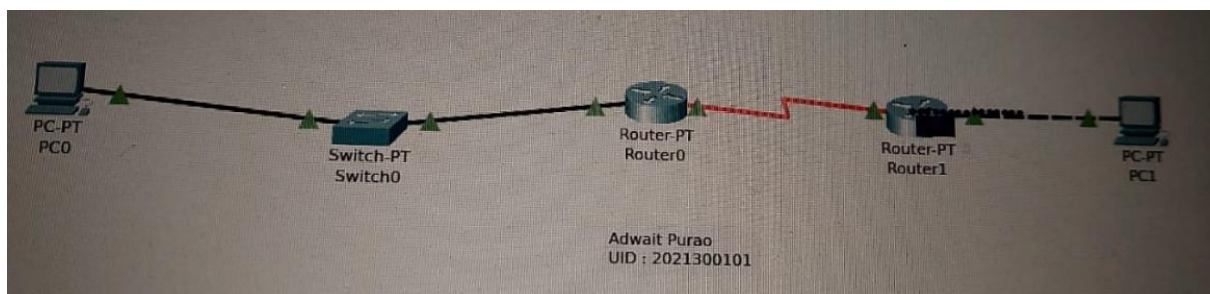 PC-PT
PC0
Switch-PT
Switch0
Router-PT
Router0
Router-PT
Router1
PC-PT
PC1
Adwait Purao
UID : 2021300101